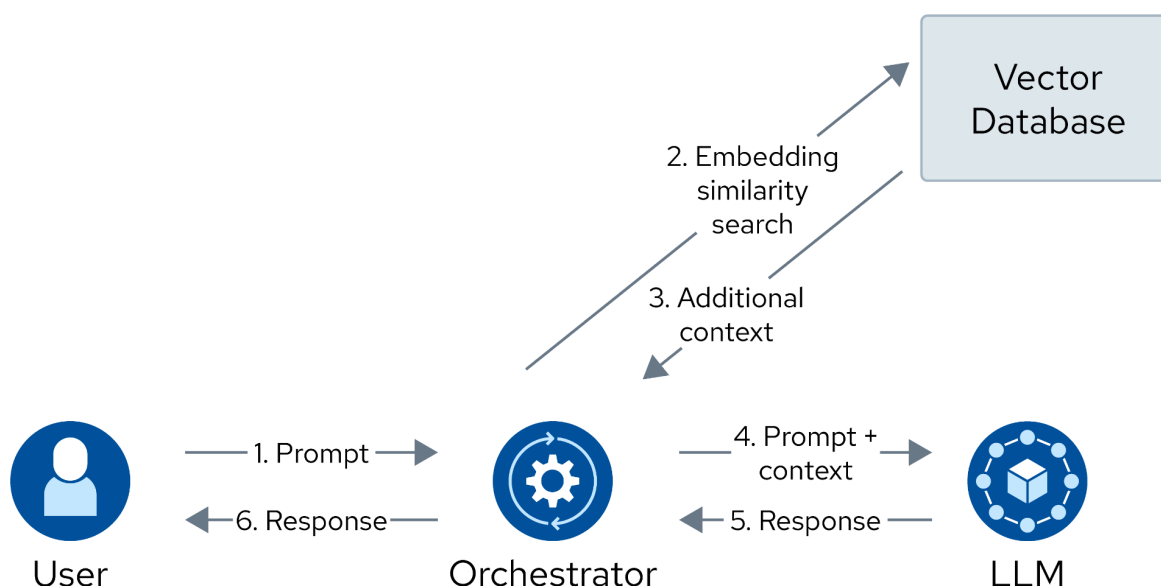 Vector
Database
2. Embedding
similarity
search
3. Additional
context
1. Prompt
4. Prompt +
context
6. Response
5. Response
User
Orchestrator
LLM